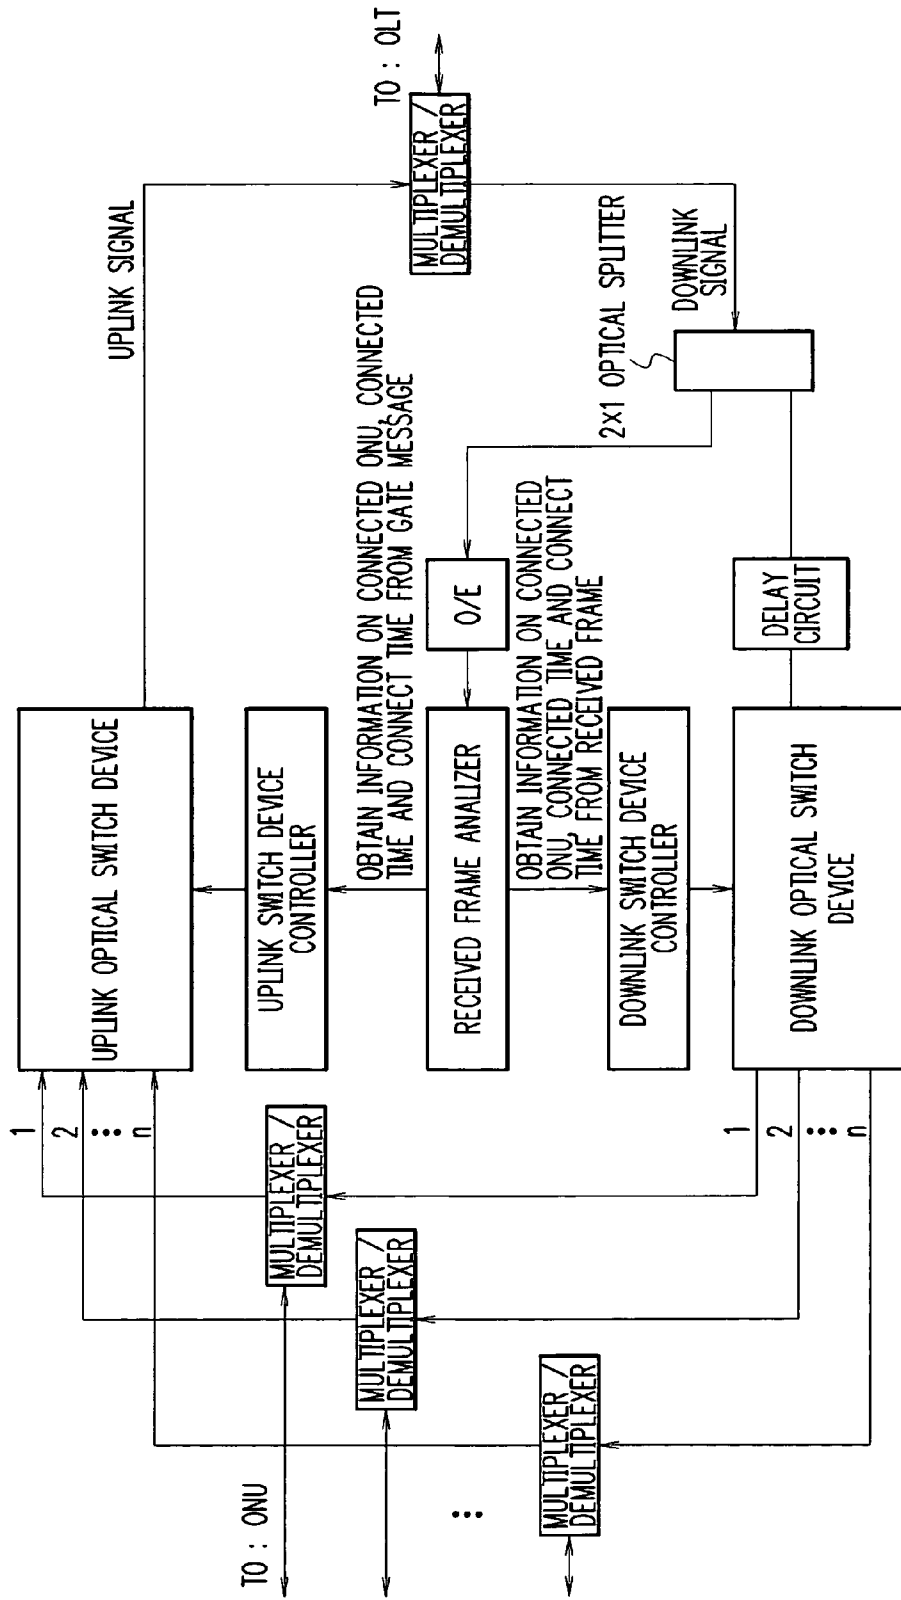 UPLINK SIGNAL
TO : OLT
MULTIPLEXER /
DEMULTIPLEXER
2X1 OPTICAL SPLITTER
DOWNLINK
SIGNAL
UPLINK OPTICAL SWITCH DEVICE
UPLINK SWITCH DEVICE
CONTROLLER
OBTAIN INFORMATION ON CONNECTED ONU, CONNECTED
TIME AND CONNECT TIME FROM GATE MESSAGE
O/E
RECEIVED FRAME ANALIZER
OBTAIN INFORMATION ON CONNECTED
ONU, CONNECTED TIME AND CONNECT
TIME FROM RECEIVED FRAME
DOWNLINK SWITCH DEVICE
CONTROLLER
DELAY
CIRCUIT
DOWNLINK OPTICAL SWITCH
DEVICE
1
2
n
1
2
n
MULTIPLEXER /
DEMULTIPLEXER
MULTIPLEXER /
DEMULTIPLEXER
MULTIPLEXER /
DEMULTIPLEXER
TO : ONU